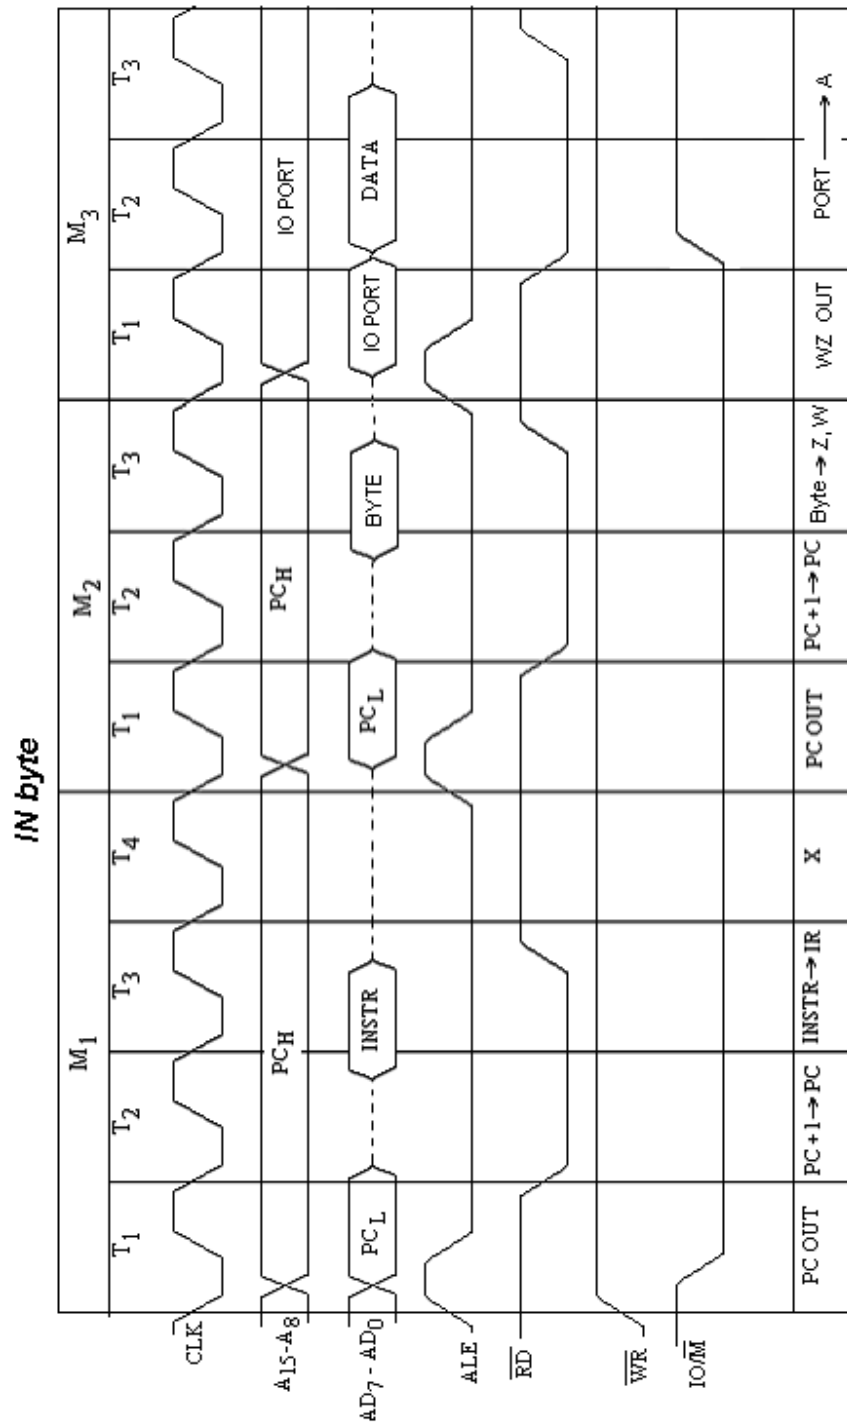 IN byte
M1 M2 M3
T1 T2 T3 T4 T1 T2 T3 T1 T2 T3
CLK
A15-A8 PCH PCH IO PORT
AD7 - AD0 PCL INSTR PCL BYTE IO PORT DATA
ALE
R̅D̅
W̅R̅
IO/M̅
PC OUT PC+1→PC INSTR→IR X PC OUT PC+1→PC Byte→Z,W WZ OUT PORT → A